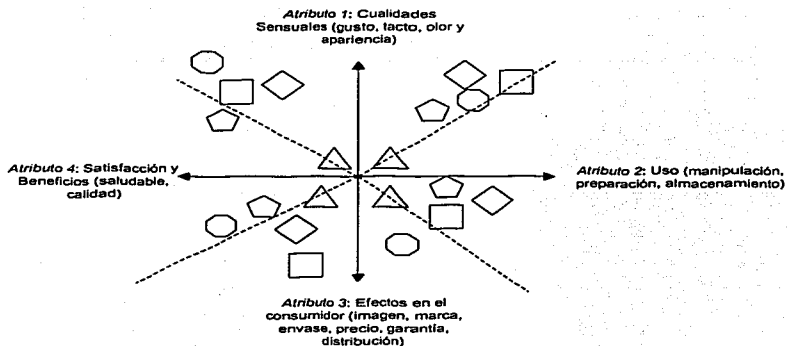 Atributo 1: Cualidades
Sensuales (gusto, tacto, olor y
apariencia)
Atributo 4: Satisfacción y
Beneficios (saludable,
calidad)
Atributo 2: Uso (manipulación,
preparación, almacenamiento)
Atributo 3: Efectos en el
consumidor (imagen, marca,
envase, precio, garantía,
distribución)